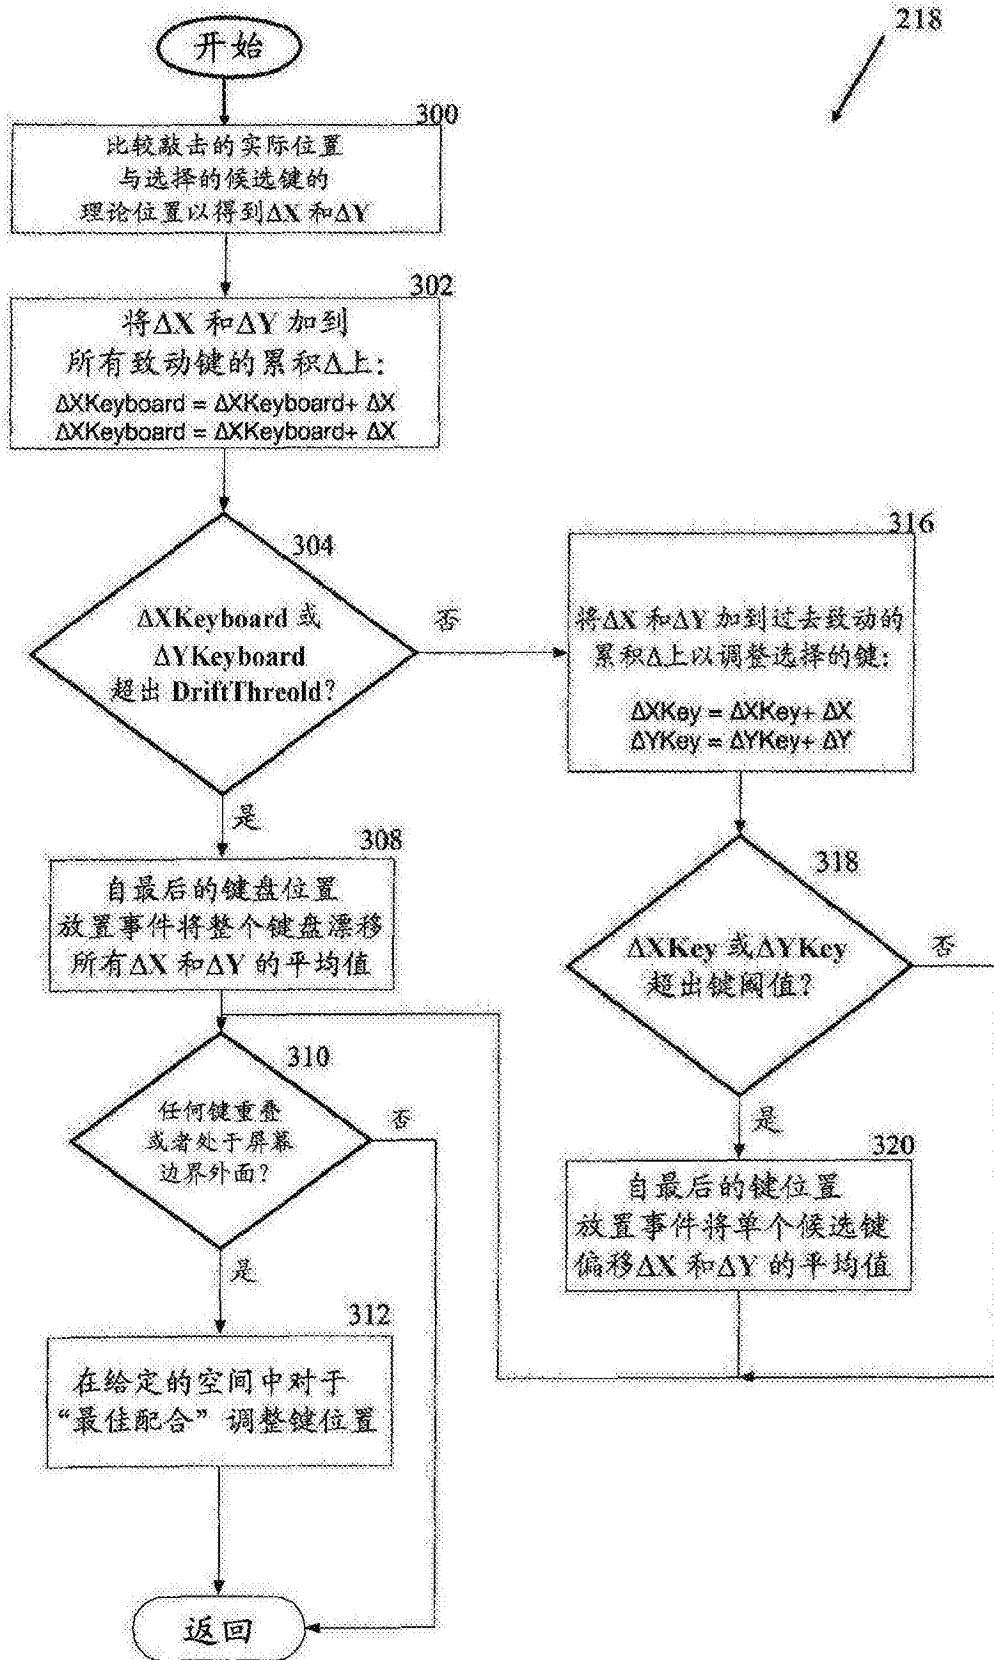 218
开始
300
比较敲击的实际位置
与选择的候选键的
理论位置以得到ΔX 和ΔY
302
将ΔX 和ΔY 加到
所有致动键的累积Δ上：
ΔXKeyboard = ΔXKeyboard+ ΔX
ΔXKeyboard = ΔXKeyboard+ ΔX
304
ΔXKeyboard 或
ΔYKeyboard
超出 DriftThreold？
否
是
316
将ΔX 和ΔY 加到过去致动的
累积Δ上以调整选择的键：
ΔXKey = ΔXKey+ ΔX
ΔYKey = ΔYKey+ ΔY
308
自最后的键盘位置
放置事件将整个键盘漂移
所有ΔX 和ΔY 的平均值
318
ΔXKey 或ΔYKey
超出键阈值？
否
是
310
任何键重叠
或者处于屏幕
边界外面？
否
是
320
自最后的键位置
放置事件将单个候选键
偏移ΔX 和ΔY 的平均值
312
在给定的空间中对于
“最佳配合”调整键位置
返回